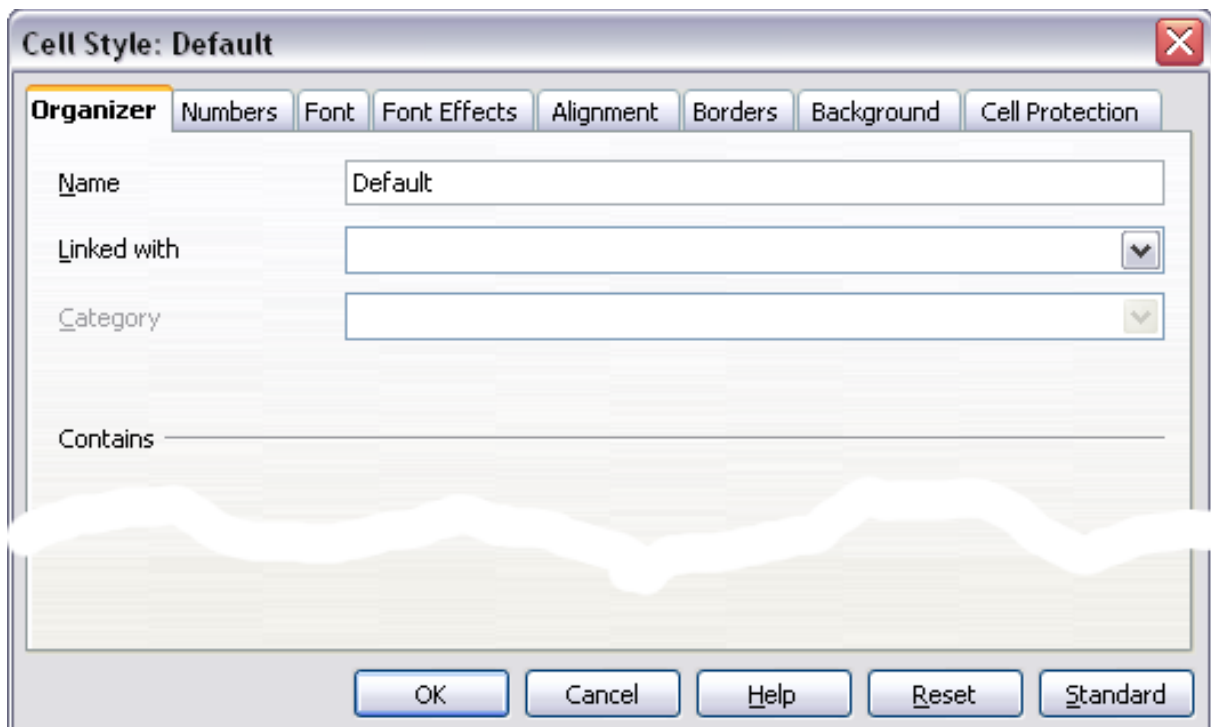 Cell Style: Default
Organizer Numbers Font Font Effects Alignment Borders Background Cell Protection
Name Default
Linked with
Category
Contains
OK Cancel Help Reset Standard